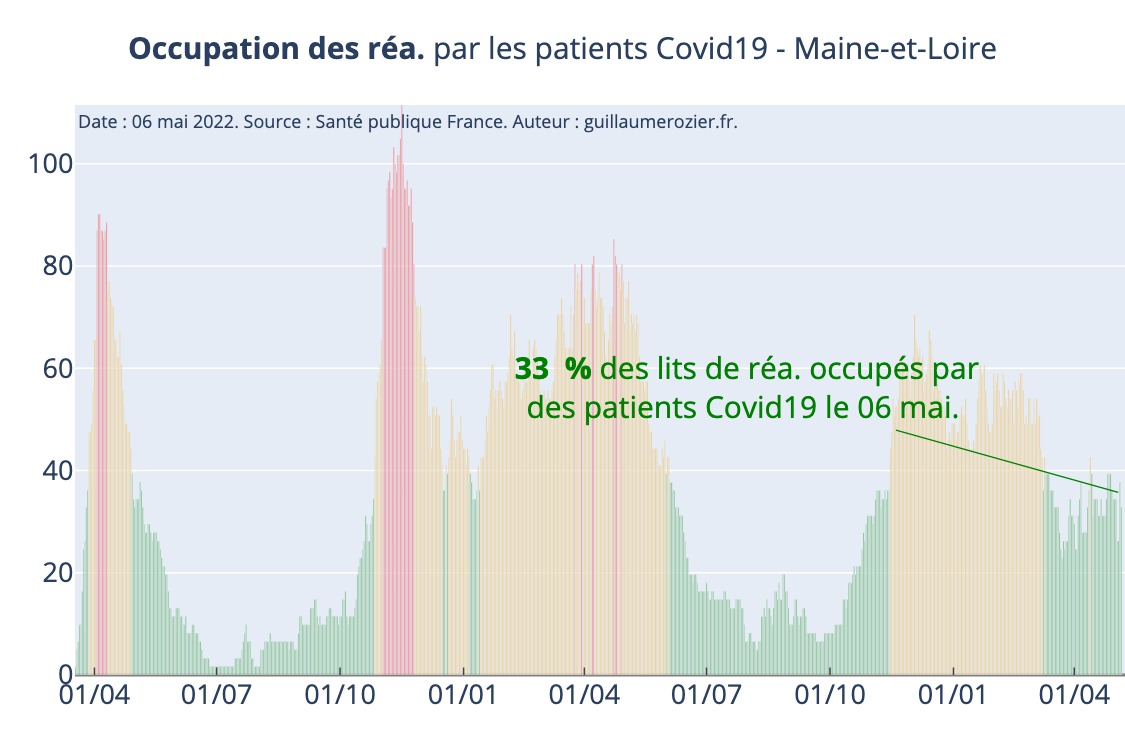 Occupation des réa. par les patients Covid19 - Maine-et-Loire
Date : 06 mai 2022. Source : Santé publique France. Auteur : guillaumerozier.fr.
100
80
60
33  % des lits de réa. occupés par
des patients Covid19 le 06 mai.
40
20
0
01/04 01/07 01/10 01/01 01/04 01/07 01/10 01/01 01/04